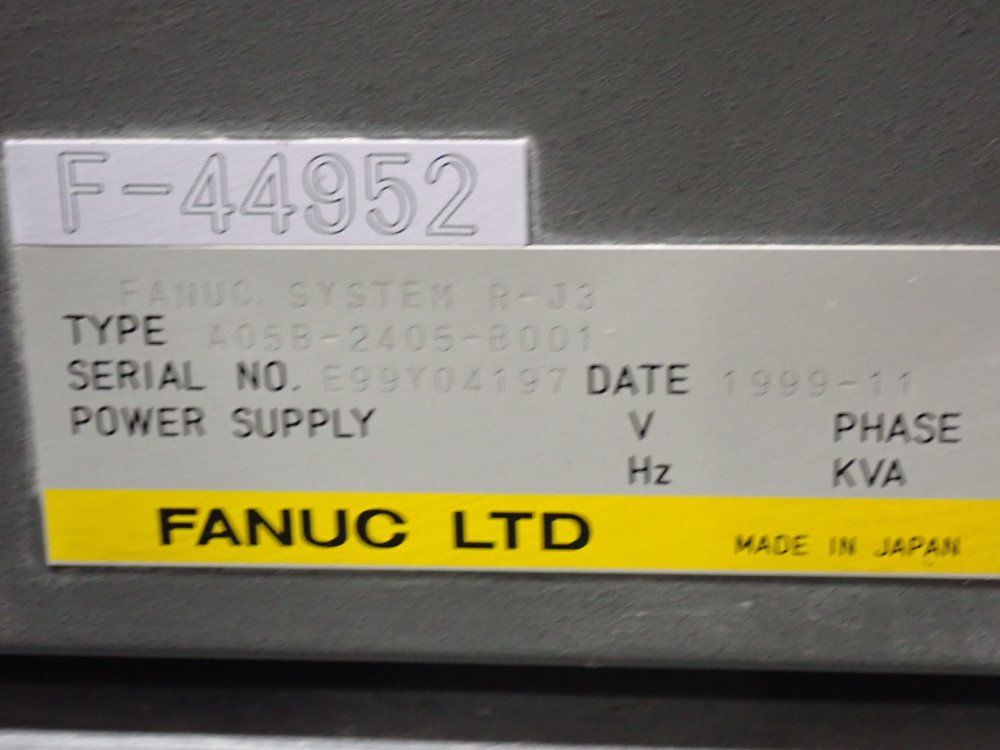 F-44952
FANUC SYSTEM R-J3
TYPE A05B-2405-B001
SERIAL NO. E99Y04197 DATE 1999-11
POWER SUPPLY V PHASE
Hz KVA
FANUC LTD MADE IN JAPAN